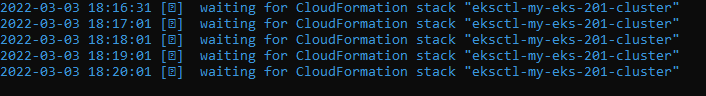 2022-03-03 18:16:31 [⍰]  waiting for CloudFormation stack "eksctl-my-eks-201-cluster"
2022-03-03 18:17:01 [⍰]  waiting for CloudFormation stack "eksctl-my-eks-201-cluster"
2022-03-03 18:18:01 [⍰]  waiting for CloudFormation stack "eksctl-my-eks-201-cluster"
2022-03-03 18:19:01 [⍰]  waiting for CloudFormation stack "eksctl-my-eks-201-cluster"
2022-03-03 18:20:01 [⍰]  waiting for CloudFormation stack "eksctl-my-eks-201-cluster"